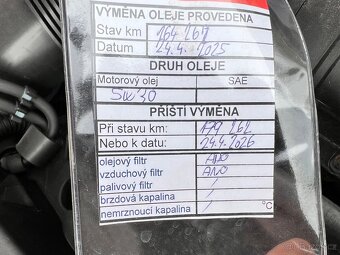 VÝMĚNA OLEJE PROVEDENA
Stav km 164 267
Datum 24.4. 2025
DRUH OLEJE
Motorový olej SAE
5W30
PŘÍŠTÍ VÝMĚNA
Při stavu km: 179 262
Nebo k datu: 24.4.2026
olejový filtr ANO
vzduchový filtr ANO
palivový filtr /
brzdová kapalina /
nemrznoucí kapalina / °C